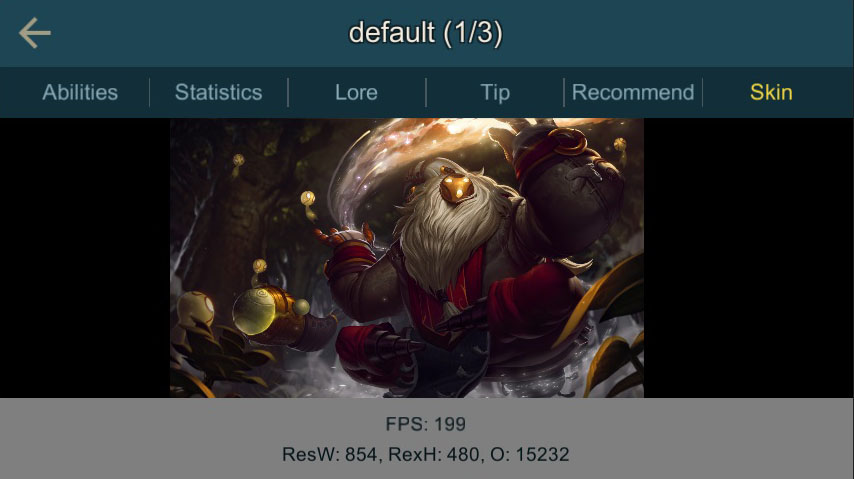 default (1/3)
Abilities
Statistics
Lore
Tip
Recommend
Skin
FPS: 199
ResW: 854, RexH: 480, O: 15232